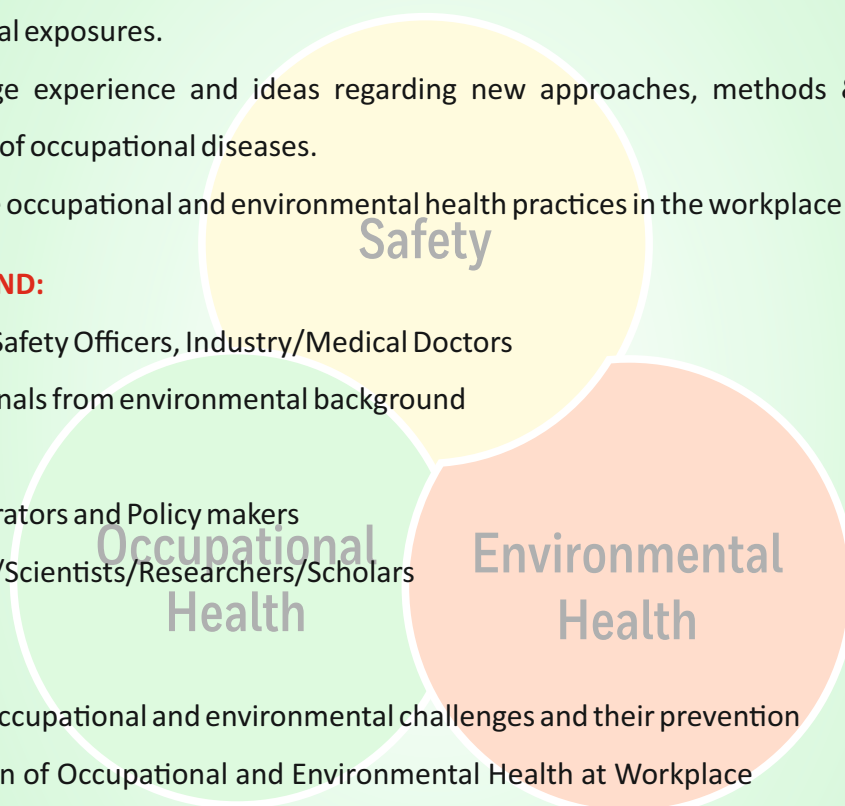 al exposures.
ge experience and ideas regarding new approaches, methods &
of occupational diseases.
occupational and environmental health practices in the workplace
Safety
ND:
Safety Officers, Industry/Medical Doctors
nals from environmental background
rators and Policy makers
Occupational
/Scientists/Researchers/Scholars
Environmental
Health
Health
ccupational and environmental challenges and their prevention
n of Occupational and Environmental Health at Workplace